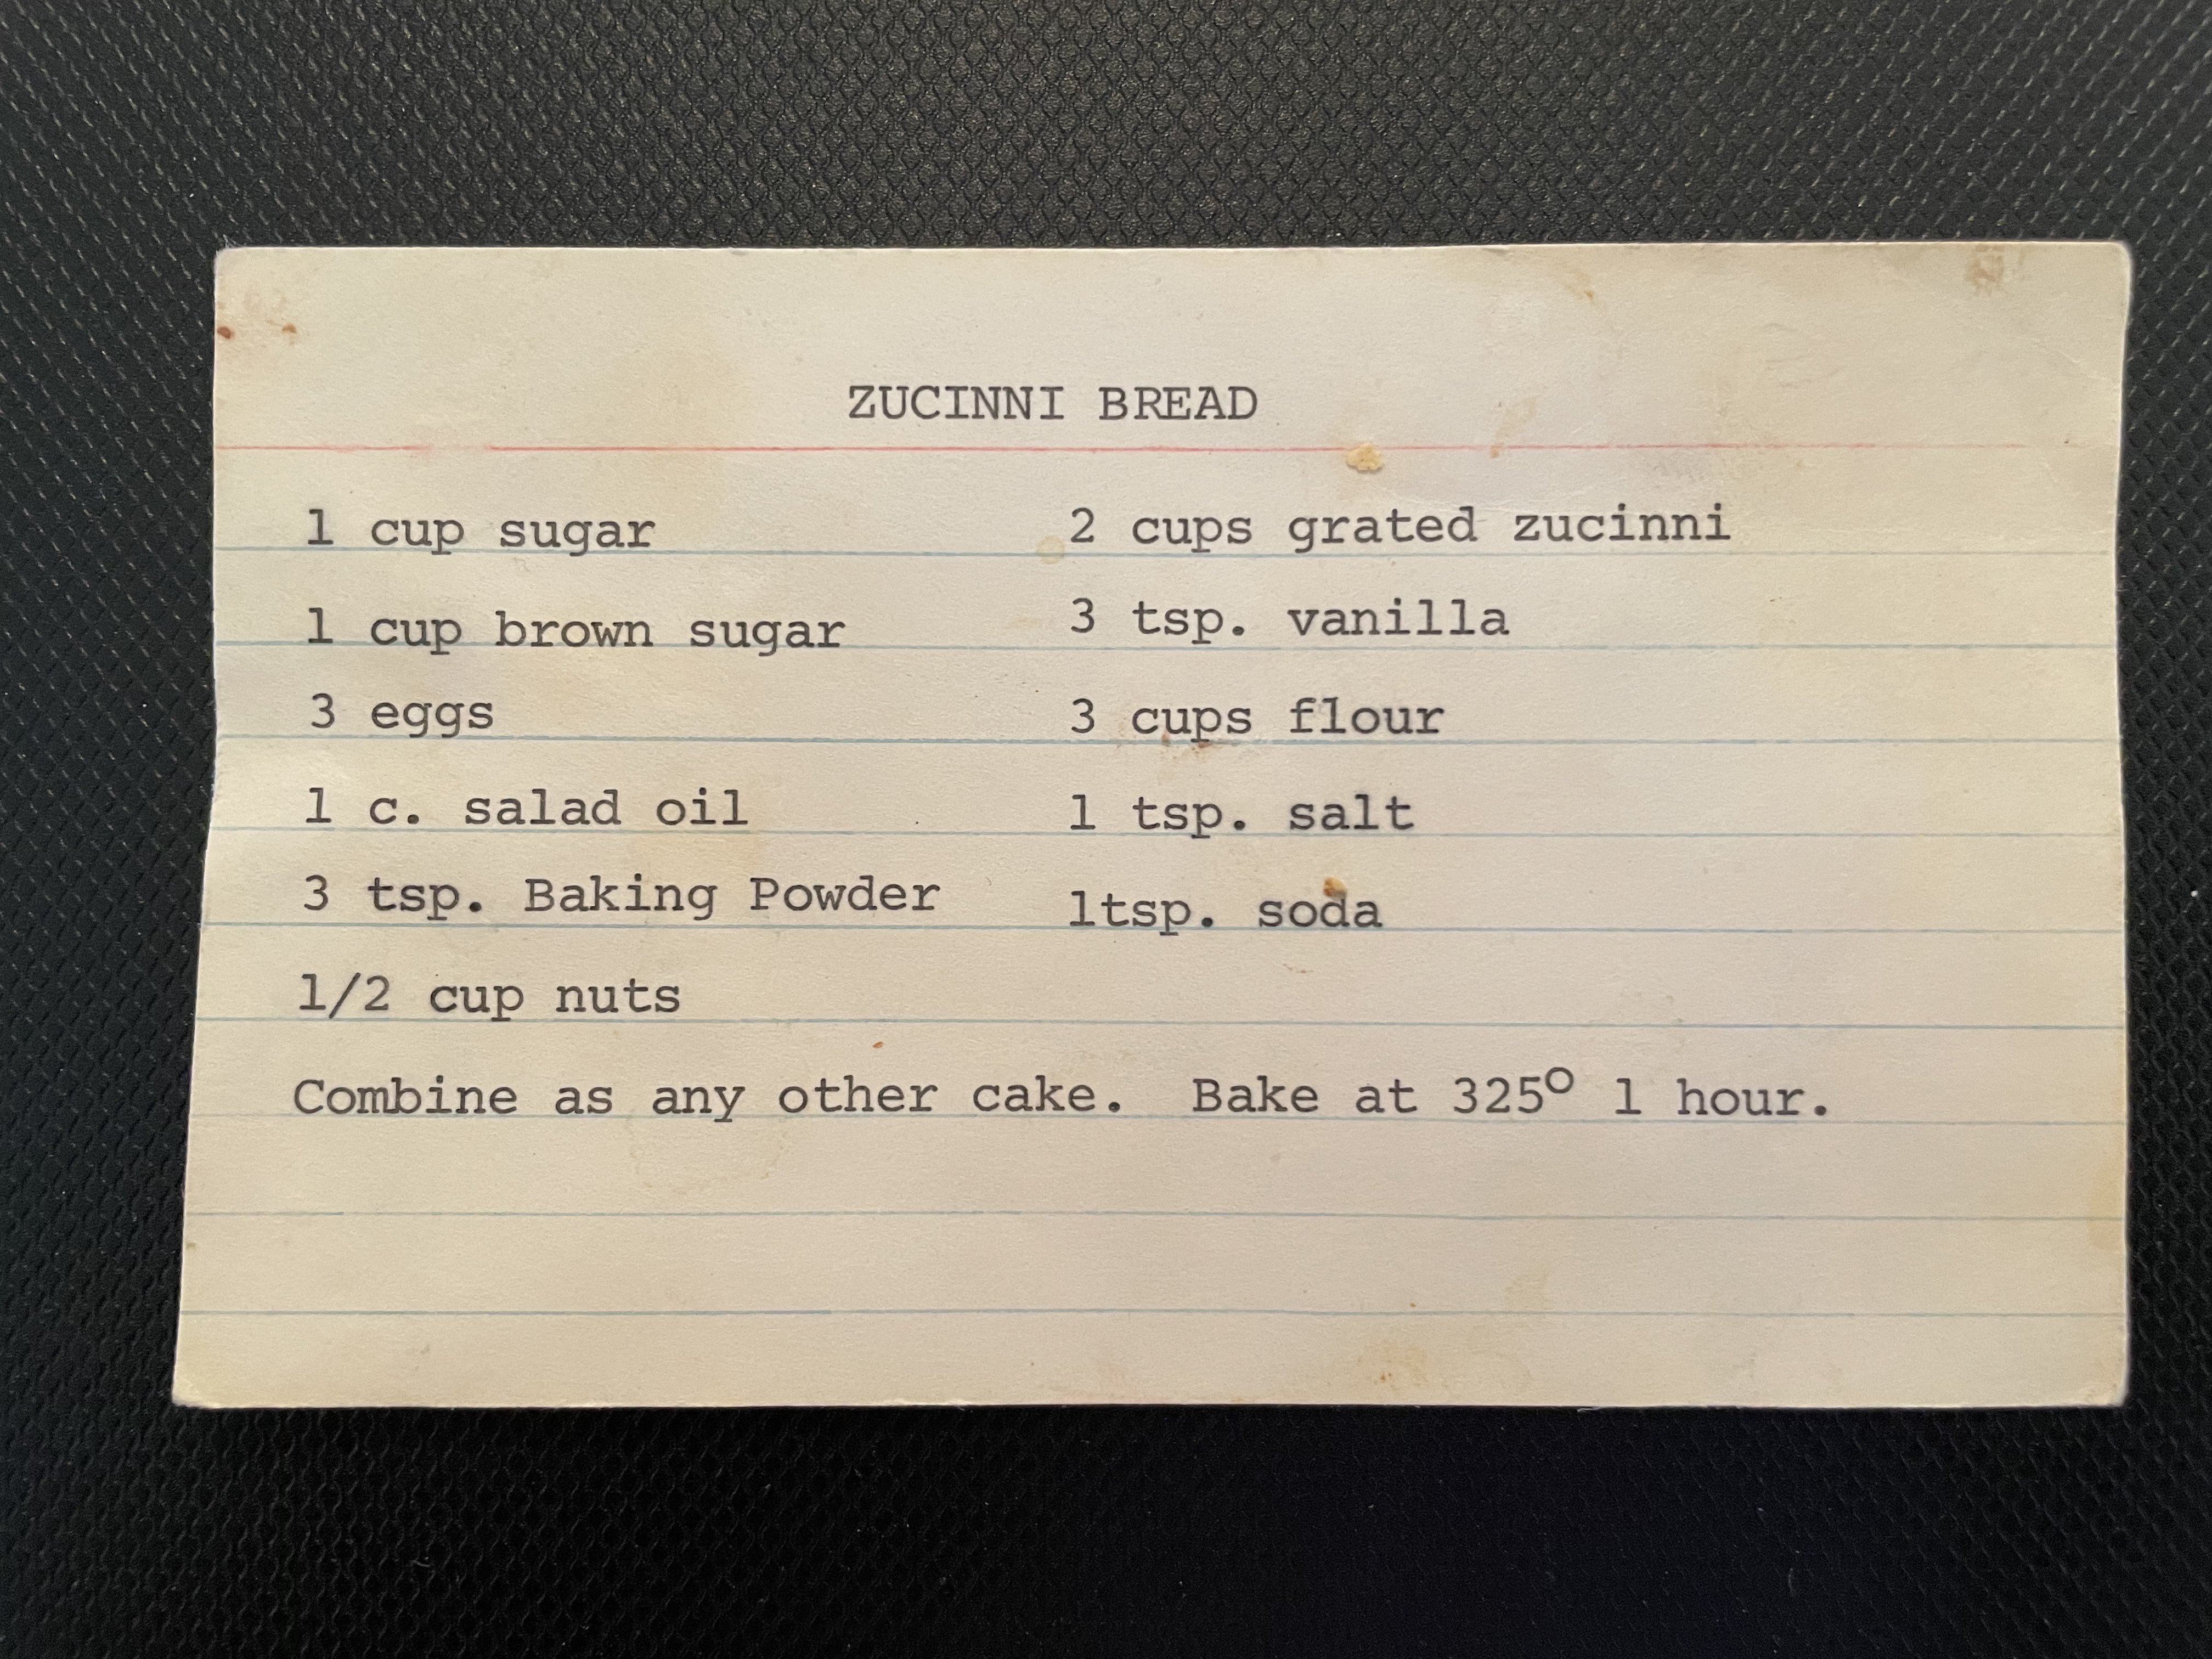 ZUCINNI BREAD
1 cup sugar
1 cup brown sugar
3 eggs
1 c. salad oil
3 tsp. Baking Powder
1/2 cup nuts
2 cups grated zucinni
3 tsp. vanilla
3 cups flour
1 tsp. salt
1tsp. soda
Combine as any other cake.  Bake at 325° 1 hour.